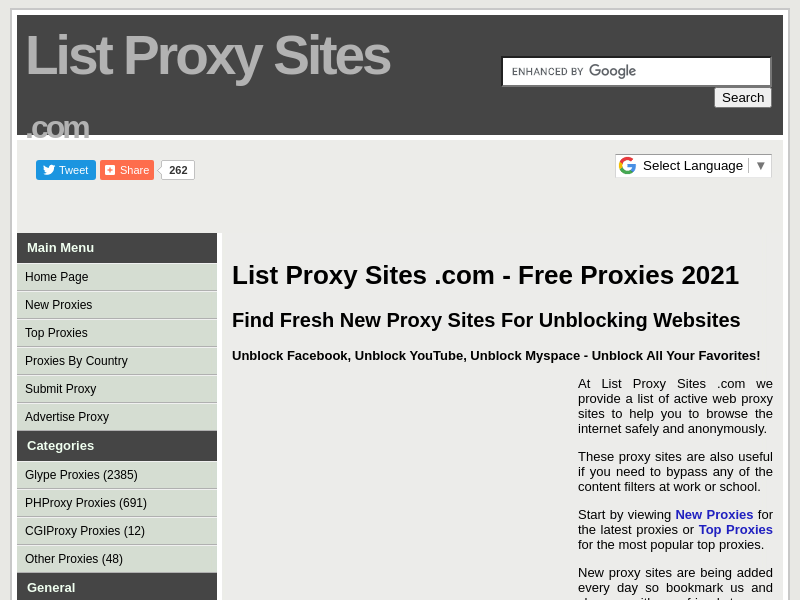 List Proxy Sites
.com
ENHANCED BY Google
Search
Tweet
Share
262
Select Language ▼
Main Menu
Home Page
New Proxies
Top Proxies
Proxies By Country
Submit Proxy
Advertise Proxy
Categories
Glype Proxies (2385)
PHProxy Proxies (691)
CGIProxy Proxies (12)
Other Proxies (48)
General
List Proxy Sites .com - Free Proxies 2021
Find Fresh New Proxy Sites For Unblocking Websites
Unblock Facebook, Unblock YouTube, Unblock Myspace - Unblock All Your Favorites!
At List Proxy Sites .com we
provide a list of active web proxy
sites to help you to browse the
internet safely and anonymously.
These proxy sites are also useful
if you need to bypass any of the
content filters at work or school.
Start by viewing New Proxies for
the latest proxies or Top Proxies
for the most popular top proxies.
New proxy sites are being added
every day so bookmark us and